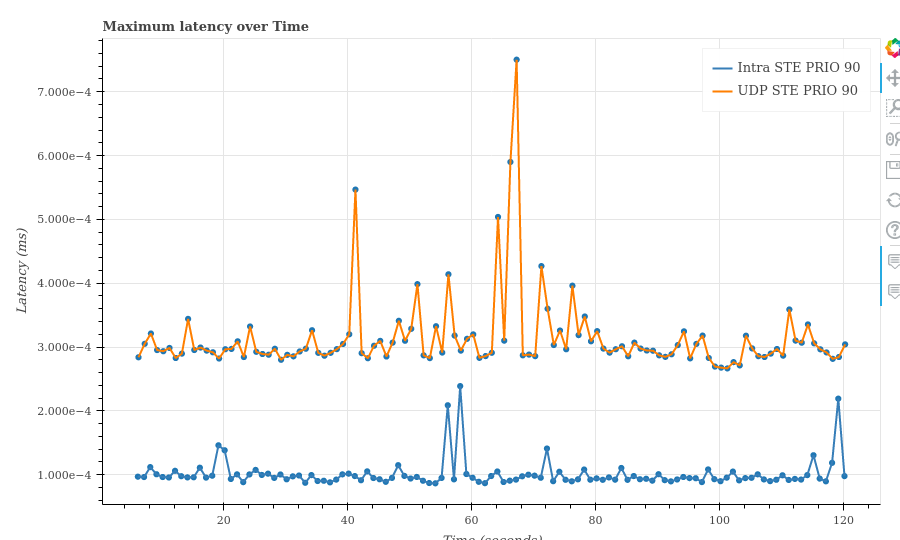 Maximum latency over Time
Intra STE PRIO 90
UDP STE PRIO 90
7.000e−4
6.000e−4
5.000e−4
4.000e−4
3.000e−4
2.000e−4
1.000e−4
Latency (ms)
20 40 60 80 100 120
Time (seconds)